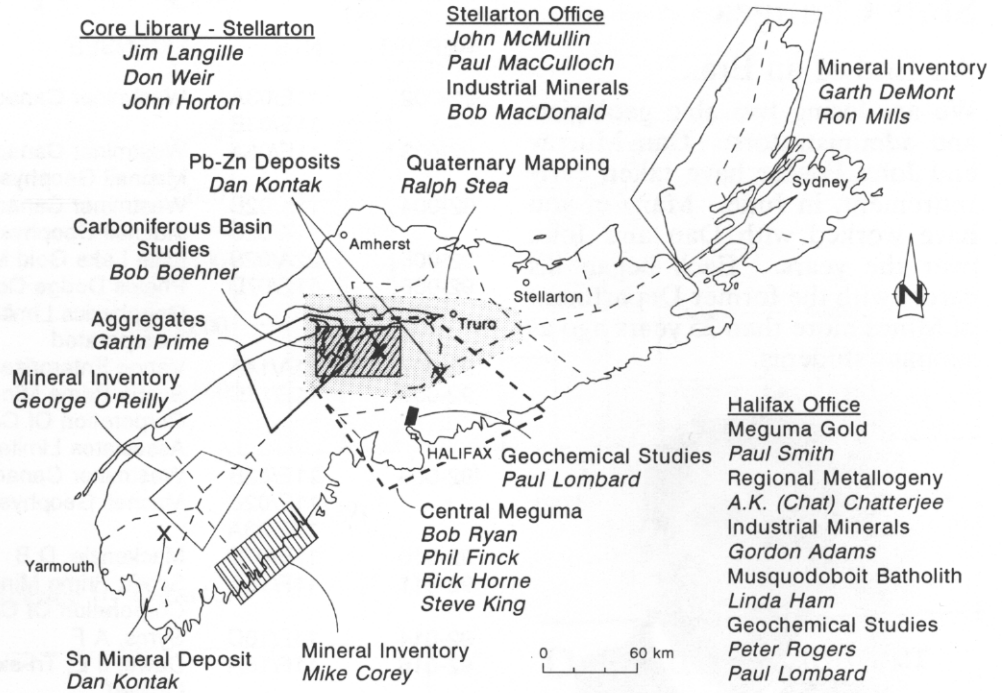 Core Library - Stellarton
Jim Langille
Don Weir
John Horton
Stellarton Office
John McMullin
Paul MacCulloch
Industrial Minerals
Bob MacDonald
Mineral Inventory
Garth DeMont
Ron Mills
Sydney
Pb-Zn Deposits
Dan Kontak
Quaternary Mapping
Ralph Stea
Carboniferous Basin
Studies
Bob Boehner
Amherst
Stellarton
Truro
N
Aggregates
Garth Prime
Mineral Inventory
George O'Reilly
X
X
HALIFAX
Geochemical Studies
Paul Lombard
Central Meguma
Bob Ryan
Phil Finck
Rick Horne
Steve King
Halifax Office
Meguma Gold
Paul Smith
Regional Metallogeny
A.K. (Chat) Chatterjee
Industrial Minerals
Gordon Adams
Musquodoboit Batholith
Linda Ham
Geochemical Studies
Peter Rogers
Paul Lombard
X
Yarmouth
Sn Mineral Deposit
Dan Kontak
Mineral Inventory
Mike Corey
0 60 km